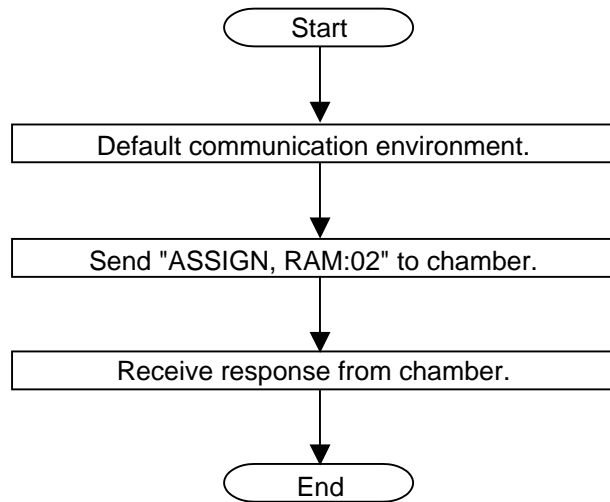 Start
Default communication environment.
Send "ASSIGN, RAM:02" to chamber.
Receive response from chamber.
End